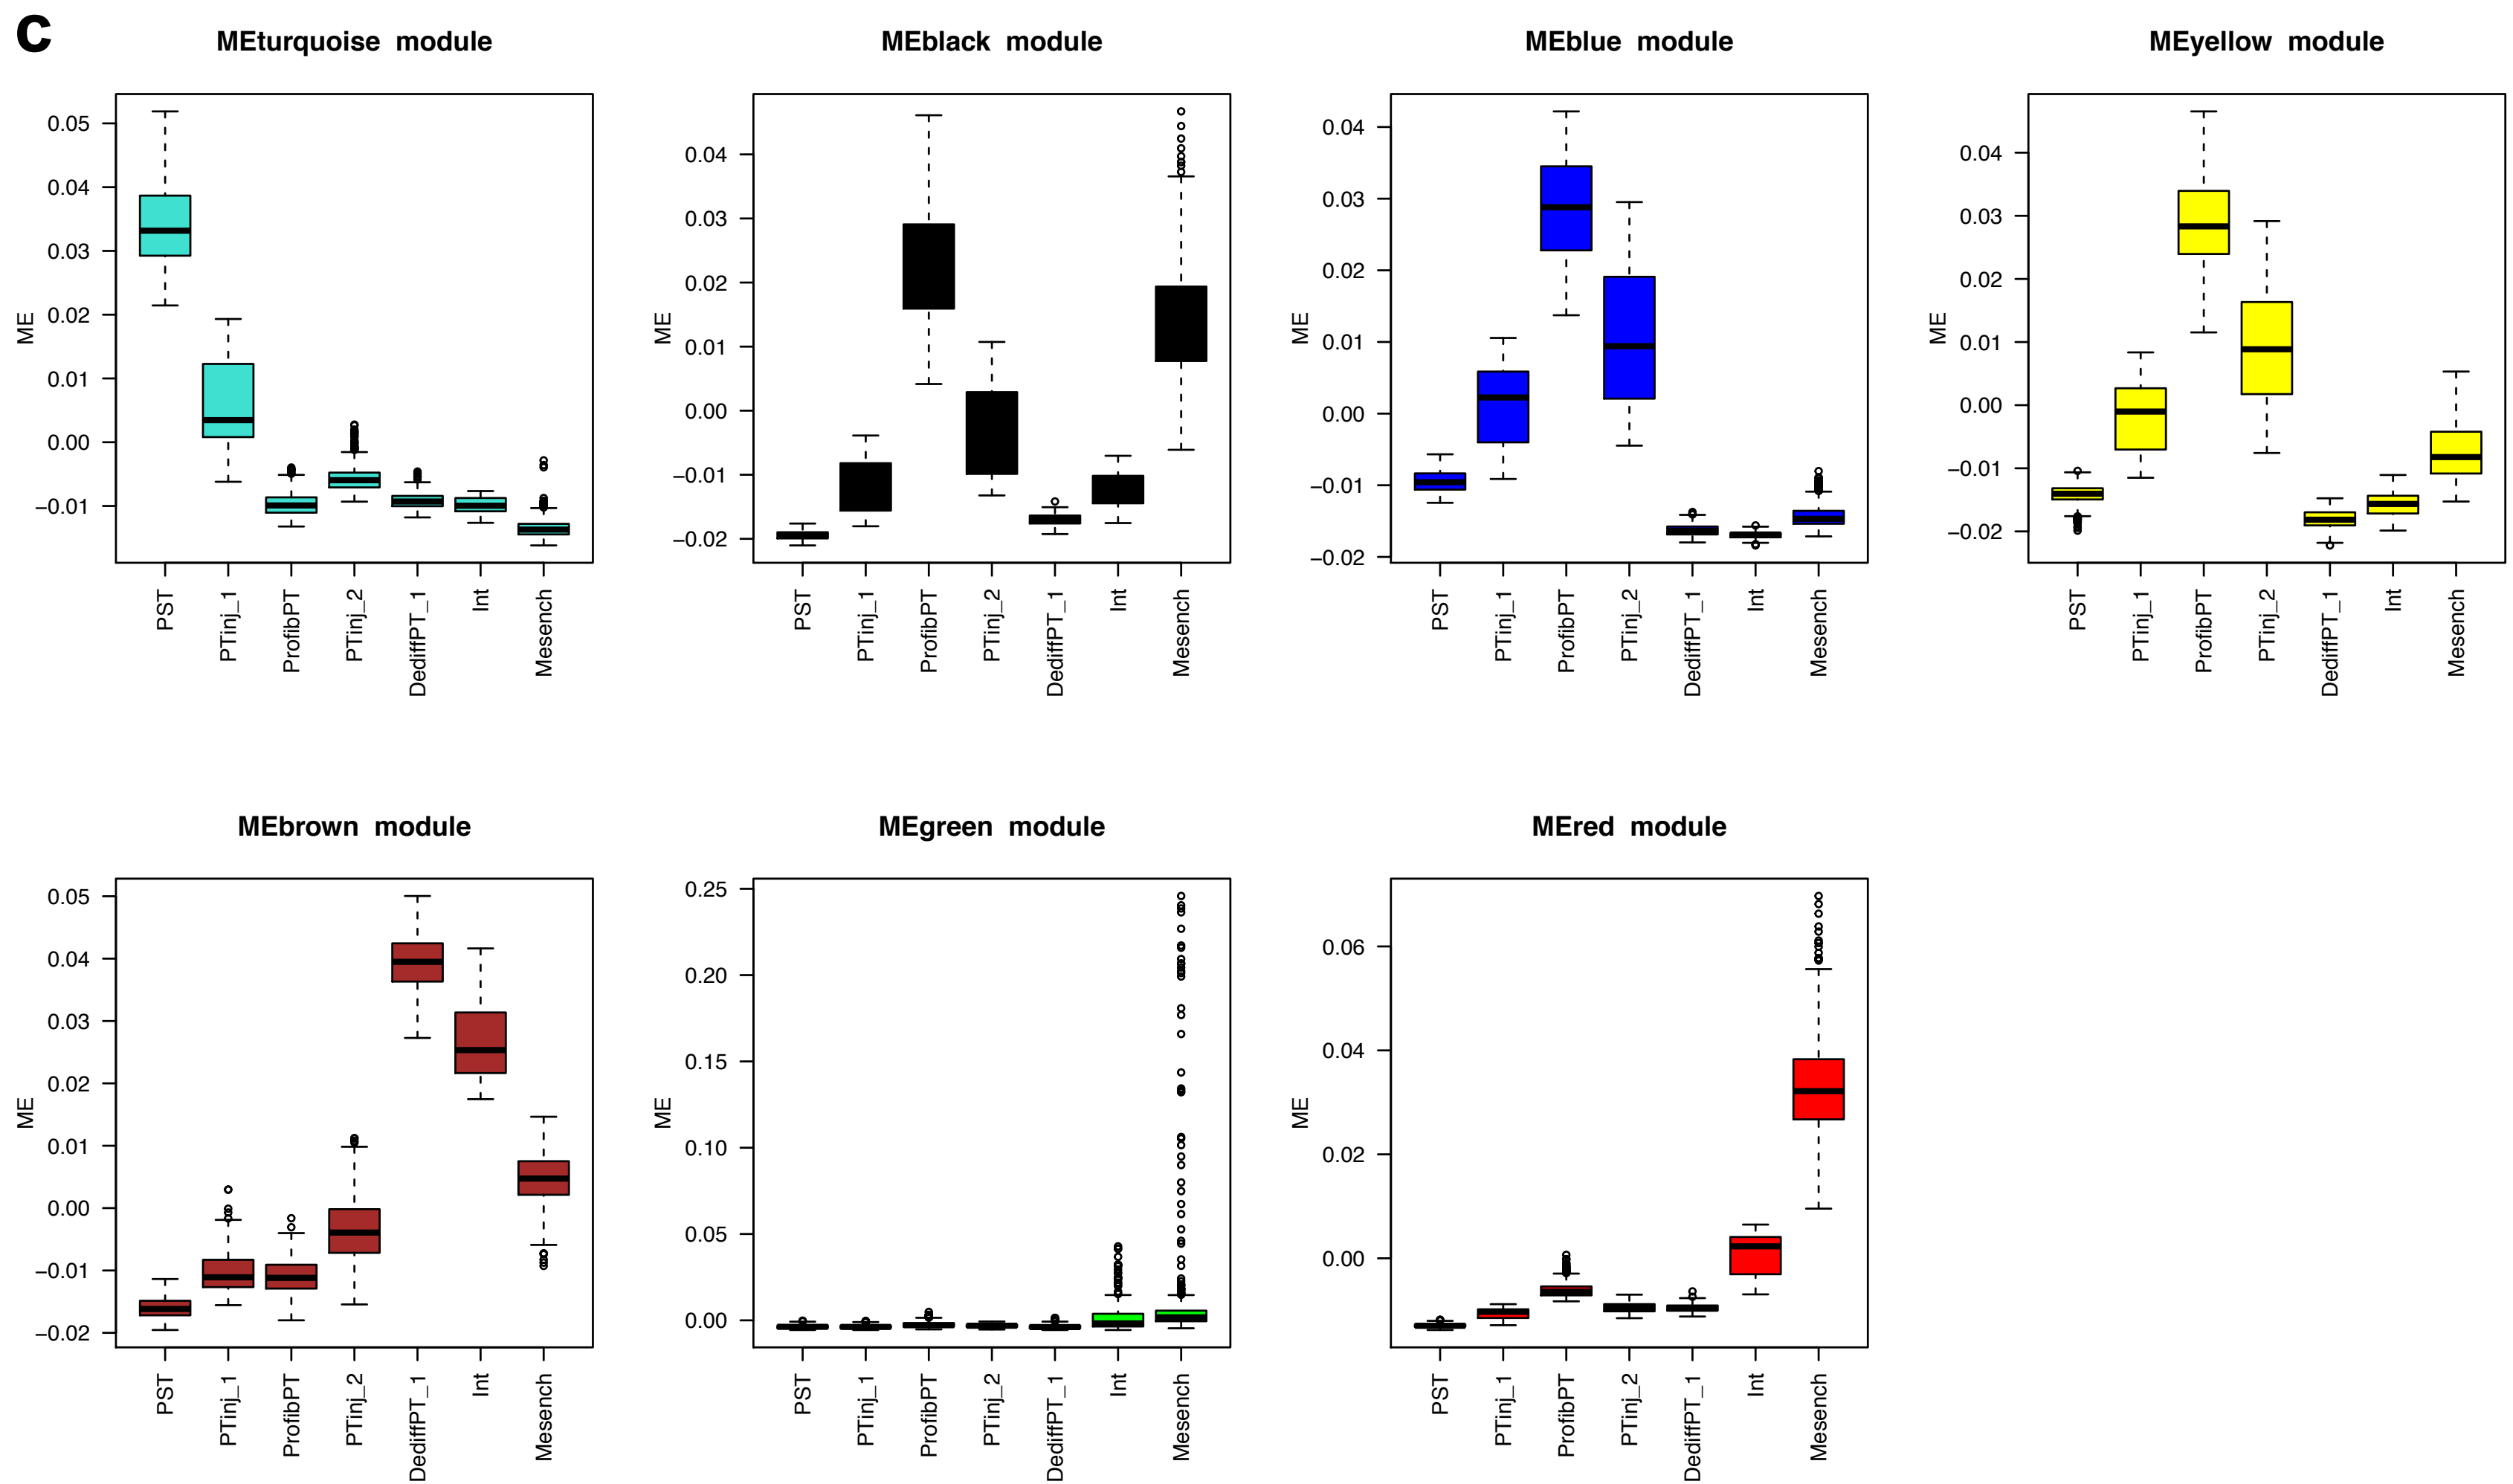 C
MEturquoise module
ME
0.05
0.04
0.03
0.02
0.01
0.00
−0.01
PST
PTinj_1
ProfibPT
PTinj_2
DediffPT_1
Int
Mesench
MEblack module
ME
0.04
0.03
0.02
0.01
0.00
−0.01
−0.02
PST
PTinj_1
ProfibPT
PTinj_2
DediffPT_1
Int
Mesench
MEblue module
ME
0.04
0.03
0.02
0.01
0.00
−0.01
−0.02
PST
PTinj_1
ProfibPT
PTinj_2
DediffPT_1
Int
Mesench
MEyellow module
ME
0.04
0.03
0.02
0.01
0.00
−0.01
−0.02
PST
PTinj_1
ProfibPT
PTinj_2
DediffPT_1
Int
Mesench
MEbrown module
ME
0.05
0.04
0.03
0.02
0.01
0.00
−0.01
−0.02
PST
PTinj_1
ProfibPT
PTinj_2
DediffPT_1
Int
Mesench
MEgreen module
ME
0.25
0.20
0.15
0.10
0.05
0.00
PST
PTinj_1
ProfibPT
PTinj_2
DediffPT_1
Int
Mesench
MEred module
ME
0.06
0.04
0.02
0.00
PST
PTinj_1
ProfibPT
PTinj_2
DediffPT_1
Int
Mesench